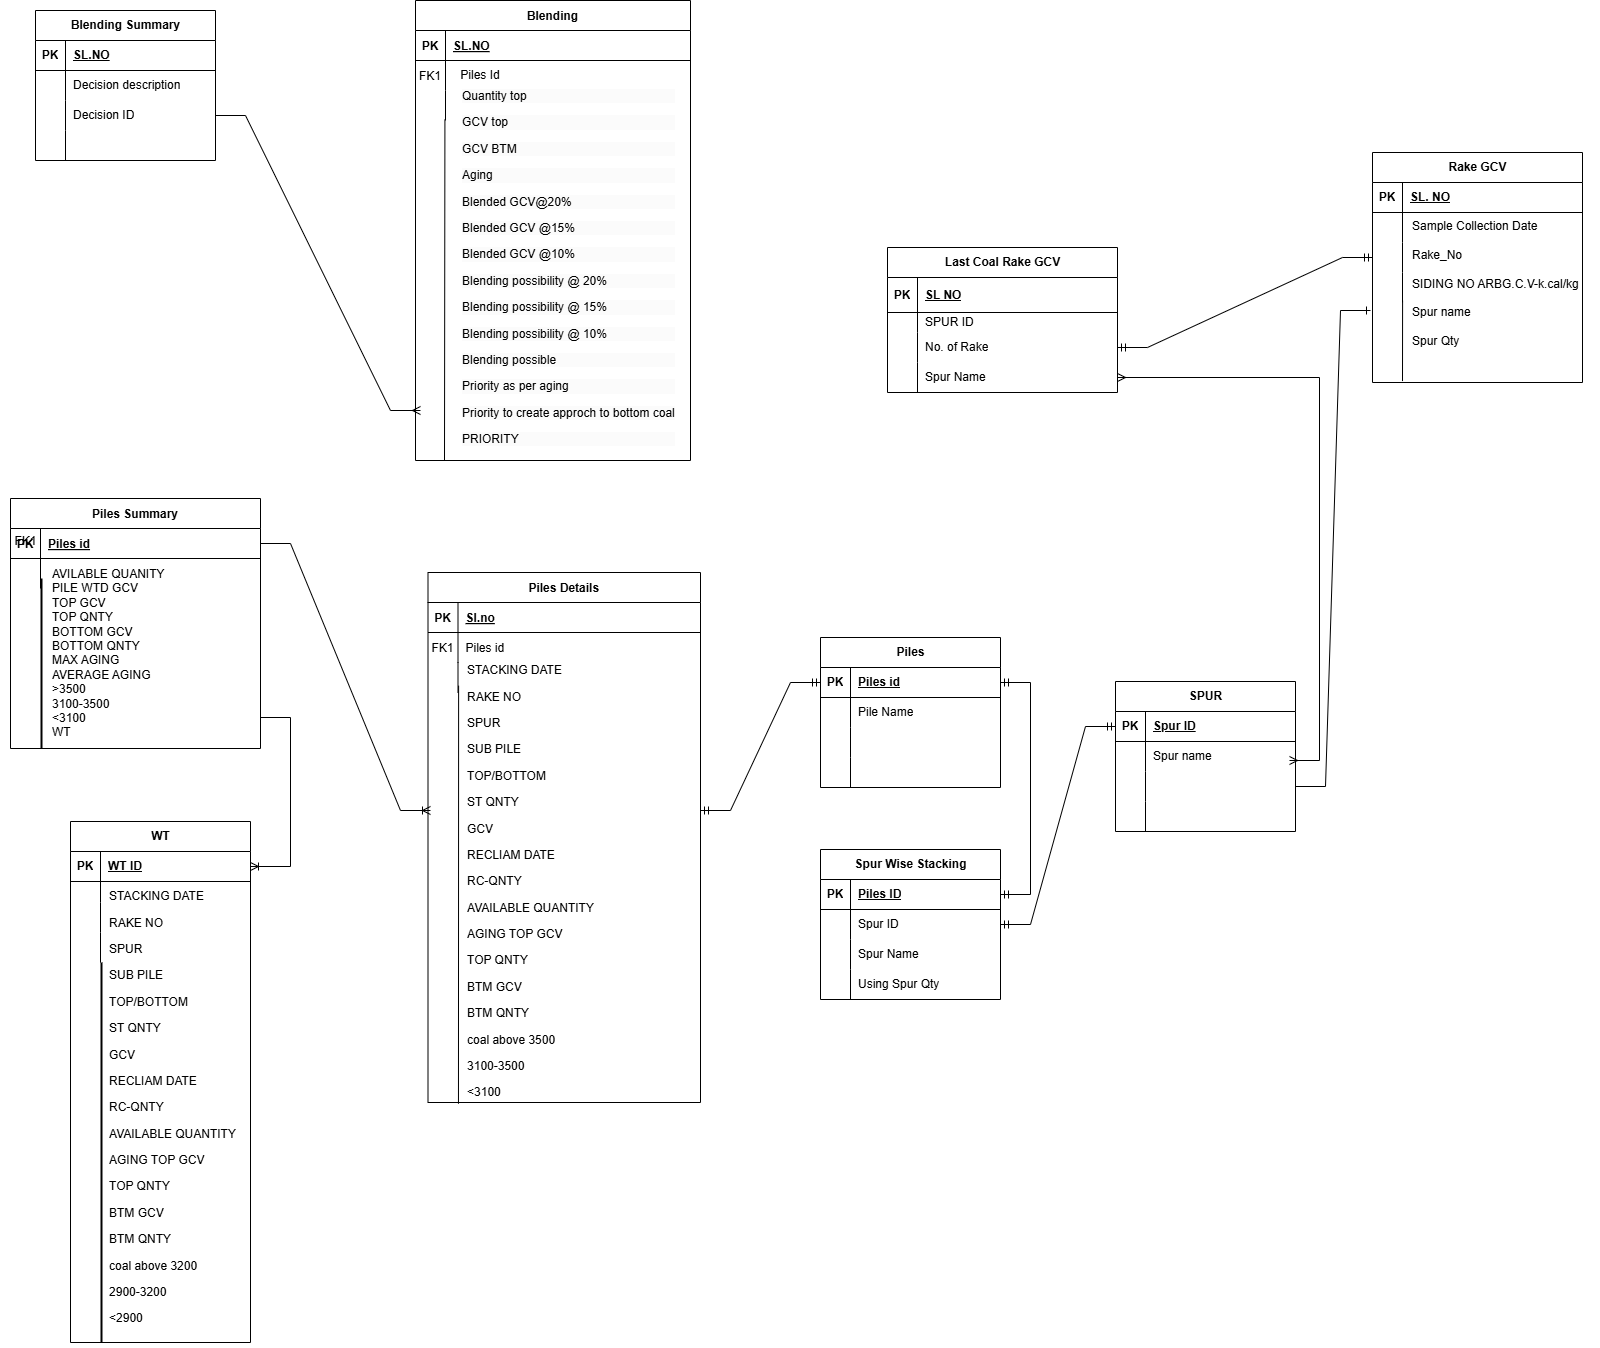 Blending Summary
PK SL.NO
Decision description
Decision ID
Blending
PK SL.NO
FK1 Piles Id
Quantity top
GCV top
GCV BTM
Aging
Blended GCV@20%
Blended GCV @15%
Blended GCV @10%
Blending possibility @ 20%
Blending possibility @ 15%
Blending possibility @ 10%
Blending possible
Priority as per aging
Priority to create approch to bottom coal
PRIORITY
Last Coal Rake GCV
PK SL NO
SPUR ID
No. of Rake
Spur Name
Rake GCV
PK SL. NO
Sample Collection Date
Rake_No
SIDING NO ARBG.C.V-k.cal/kg
Spur name
Spur Qty
Piles Summary
FK1 PK Piles id
AVILABLE QUANITY
PILE WTD GCV
TOP GCV
TOP QNTY
BOTTOM GCV
BOTTOM QNTY
MAX AGING
AVERAGE AGING
>3500
3100-3500
<3100
WT
Piles Details
PK Sl.no
FK1 Piles id
STACKING DATE
RAKE NO
SPUR
SUB PILE
TOP/BOTTOM
ST QNTY
GCV
RECLIAM DATE
RC-QNTY
AVAILABLE QUANTITY
AGING TOP GCV
TOP QNTY
BTM GCV
BTM QNTY
coal above 3500
3100-3500
<3100
Piles
PK Piles id
Pile Name
SPUR
PK Spur ID
Spur name
Spur Wise Stacking
PK Piles ID
Spur ID
Spur Name
Using Spur Qty
WT
PK WT ID
STACKING DATE
RAKE NO
SPUR
SUB PILE
TOP/BOTTOM
ST QNTY
GCV
RECLIAM DATE
RC-QNTY
AVAILABLE QUANTITY
AGING TOP GCV
TOP QNTY
BTM GCV
BTM QNTY
coal above 3200
2900-3200
<2900